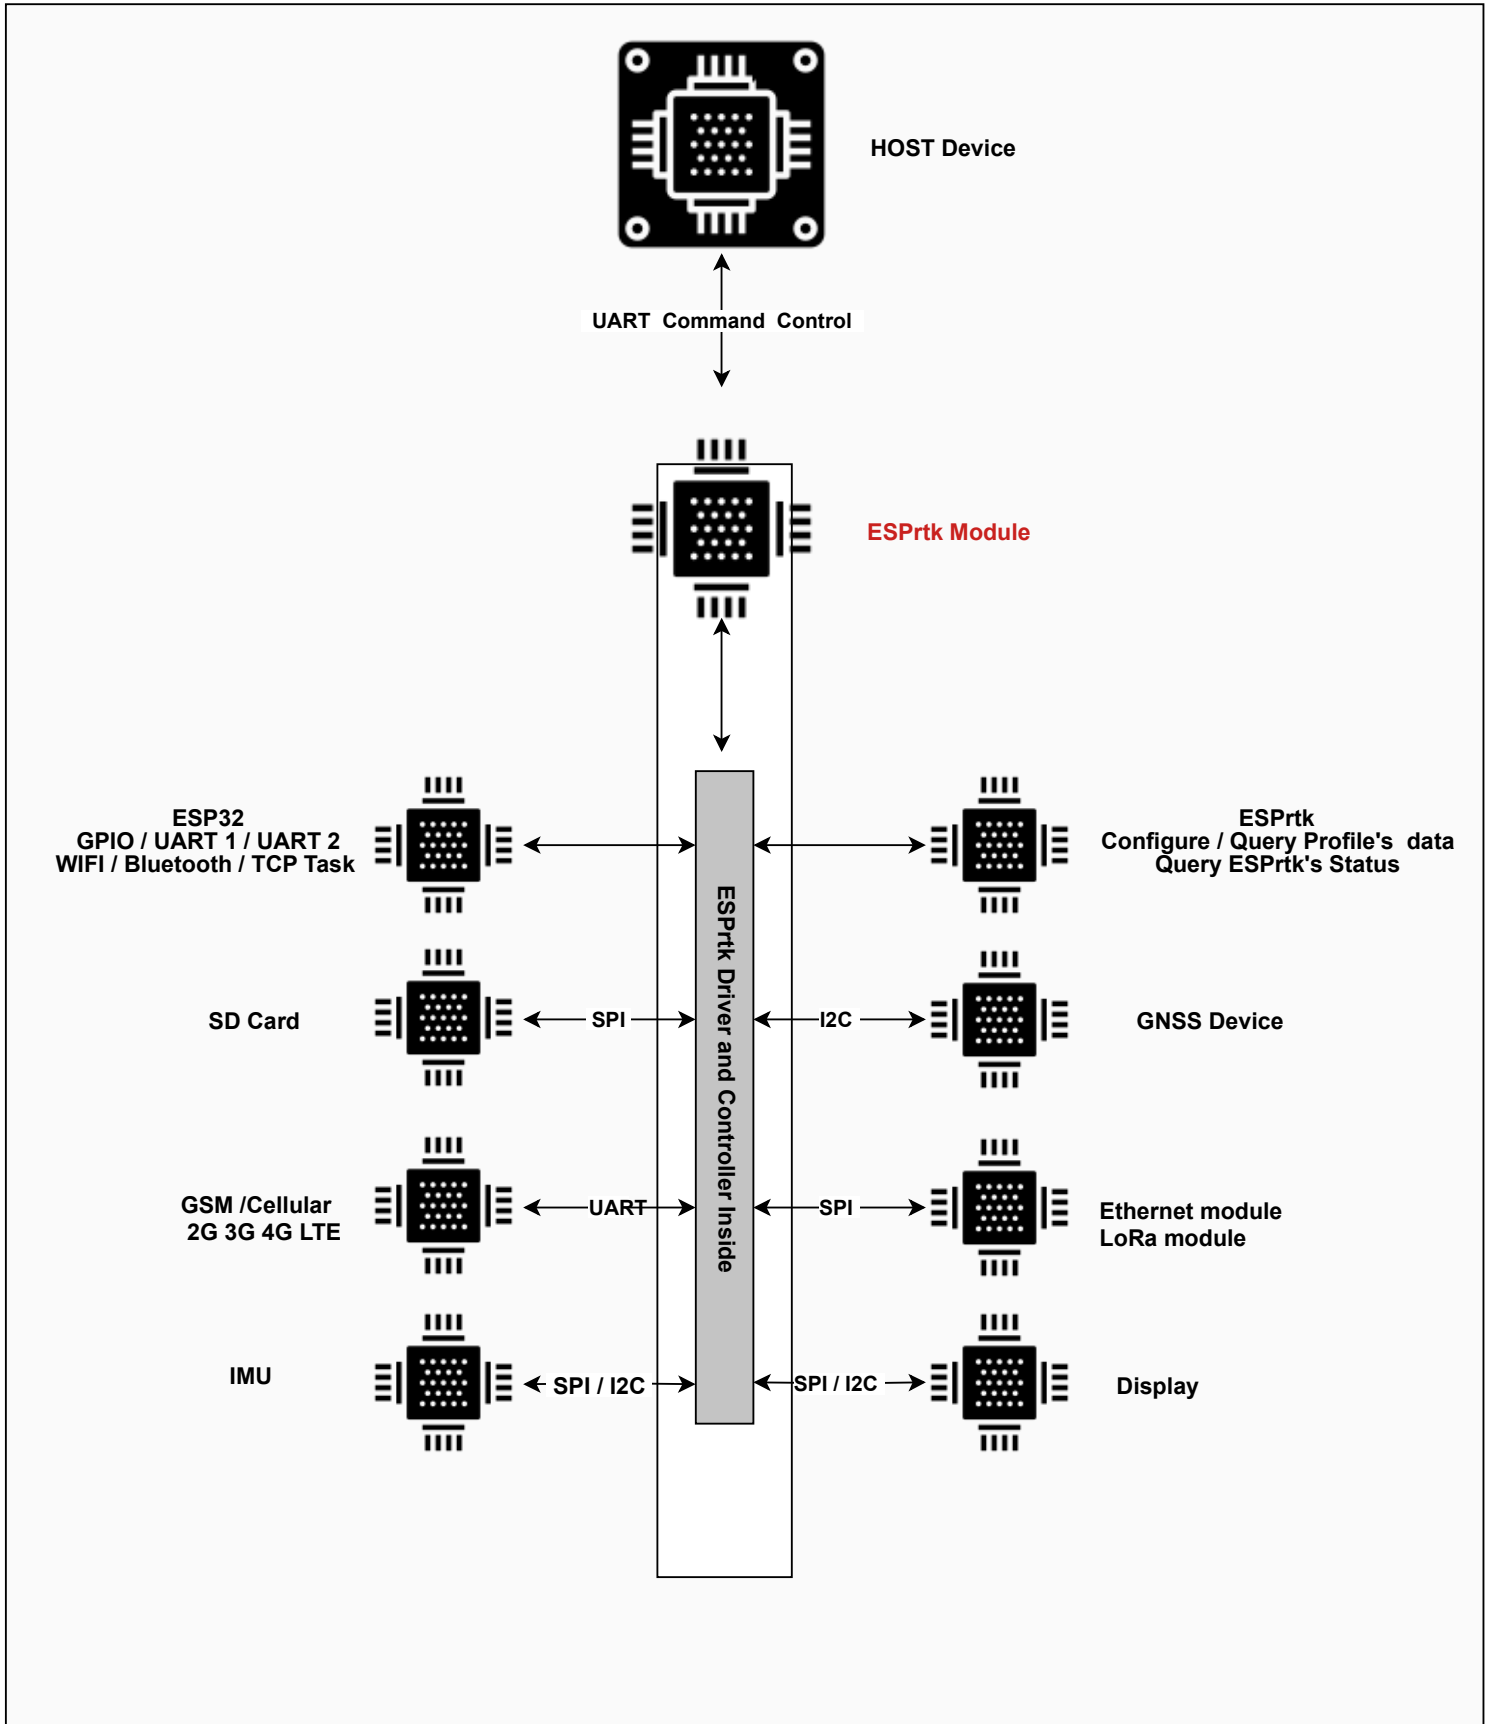 HOST Device
UART Command Control
ESPrtk Module
ESP32
GPIO / UART 1 / UART 2
WIFI / Bluetooth / TCP Task
ESPrtk
Configure / Query Profile's data
Query ESPrtk's Status
ESPrtk Driver and Controller Inside
SD Card
SPI
I2C
GNSS Device
GSM /Cellular
2G 3G 4G LTE
UART
SPI
Ethernet module
LoRa module
IMU
SPI / I2C
SPI / I2C
Display